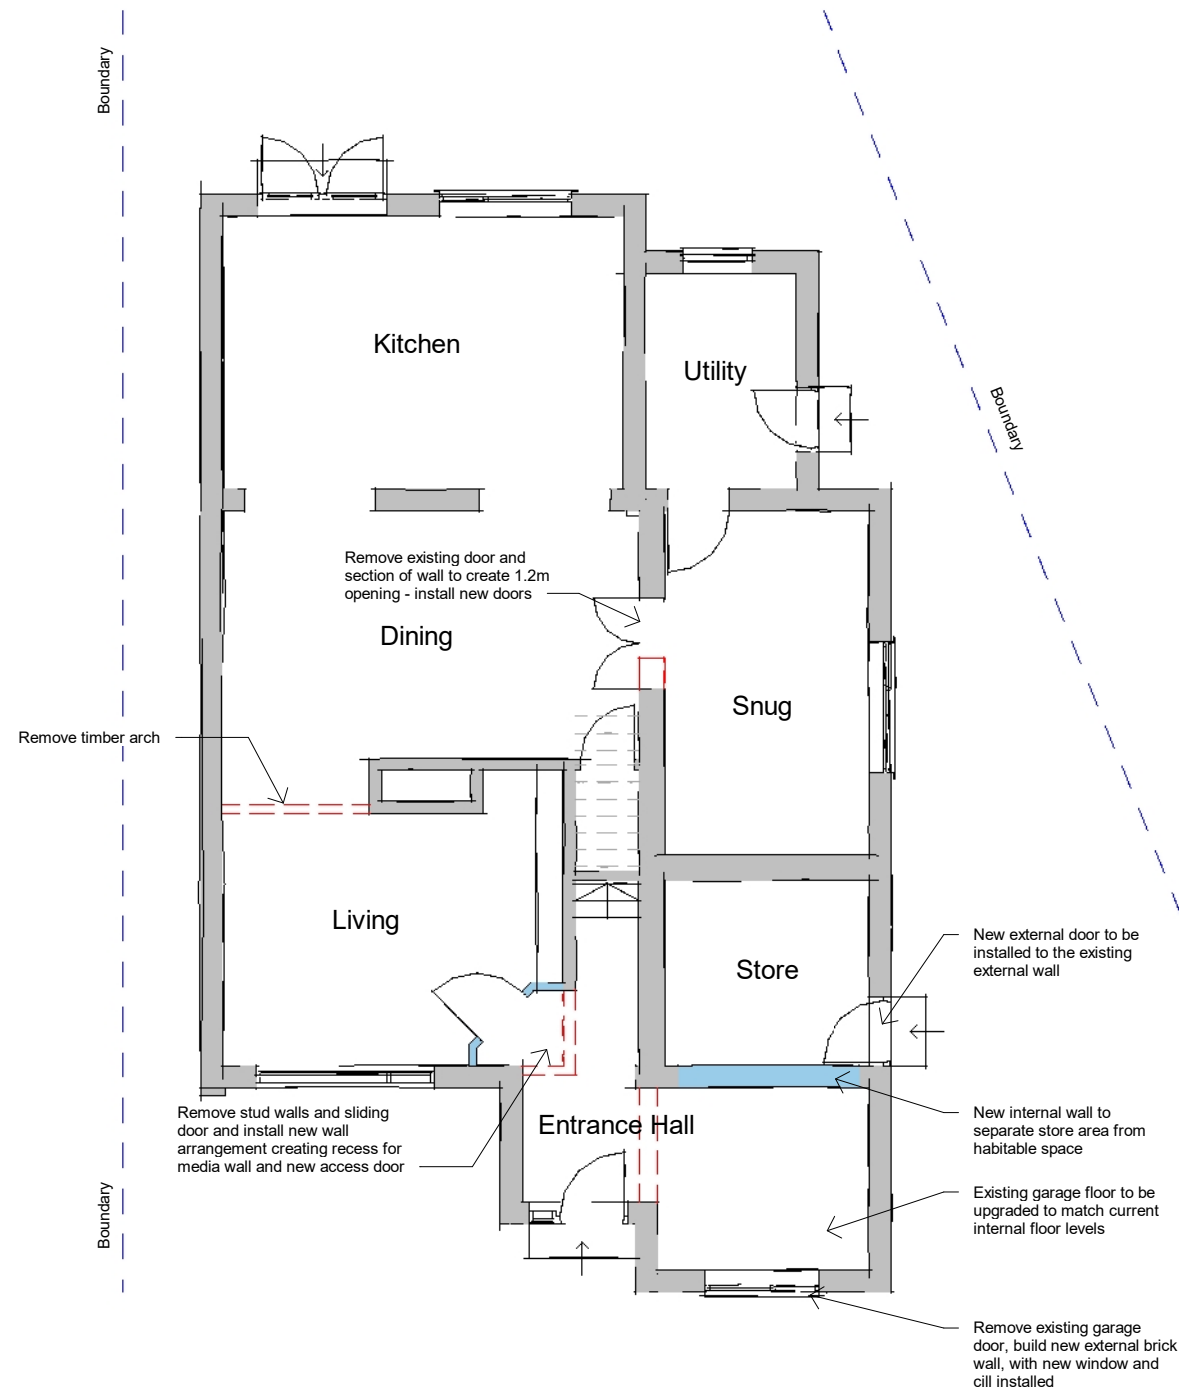 Boundary
Kitchen
Utility
Boundary
Remove existing door and
section of wall to create 1.2m
opening - install new doors
Dining
Snug
Remove timber arch
Living
Store
New external door to be
installed to the existing
external wall
Remove stud walls and sliding
door and install new wall
arrangement creating recess for
media wall and new access door
Entrance Hall
New internal wall to
separate store area from
habitable space
Boundary
Existing garage floor to be
upgraded to match current
internal floor levels
Remove existing garage
door, build new external brick
wall, with new window and
cill installed